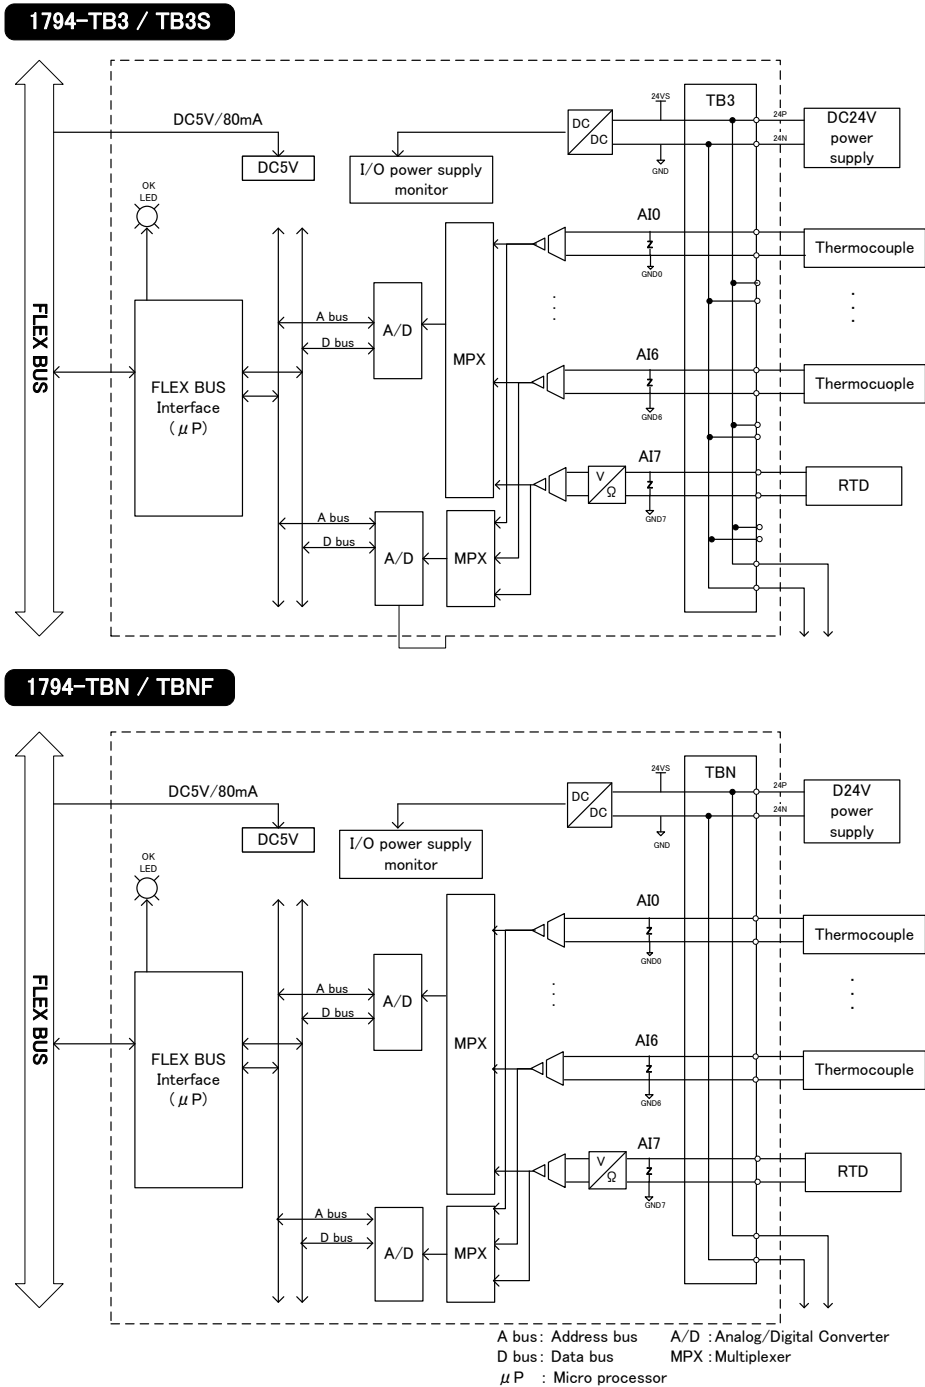 1794-TB3 / TB3S
24VS
TB3
24P
DC5V/80mA
DC
DC
DC24V
power
supply
24N
DC5V
I/O power supply
monitor
GND
OK
LED
AI0
Z
GND0
Thermocouple
FLEX BUS
A bus
A/D
D bus
MPX
AI6
Z
GND6
Thermocuople
FLEX BUS
Interface
(μP)
AI7
V
Ω
Z
GND7
RTD
A bus
D bus
A/D
MPX
1794-TBN / TBNF
24VS
TBN
24P
DC5V/80mA
DC
DC
D24V
power
supply
24N
DC5V
I/O power supply
monitor
GND
OK
LED
AI0
Z
GND0
Thermocouple
FLEX BUS
A bus
A/D
D bus
MPX
AI6
Z
GND6
Thermocouple
FLEX BUS
Interface
(μP)
AI7
V
Ω
Z
GND7
RTD
A bus
D bus
A/D
MPX
A bus: Address bus A/D :Analog/Digital Converter
D bus: Data bus MPX :Multiplexer
μP : Micro processor